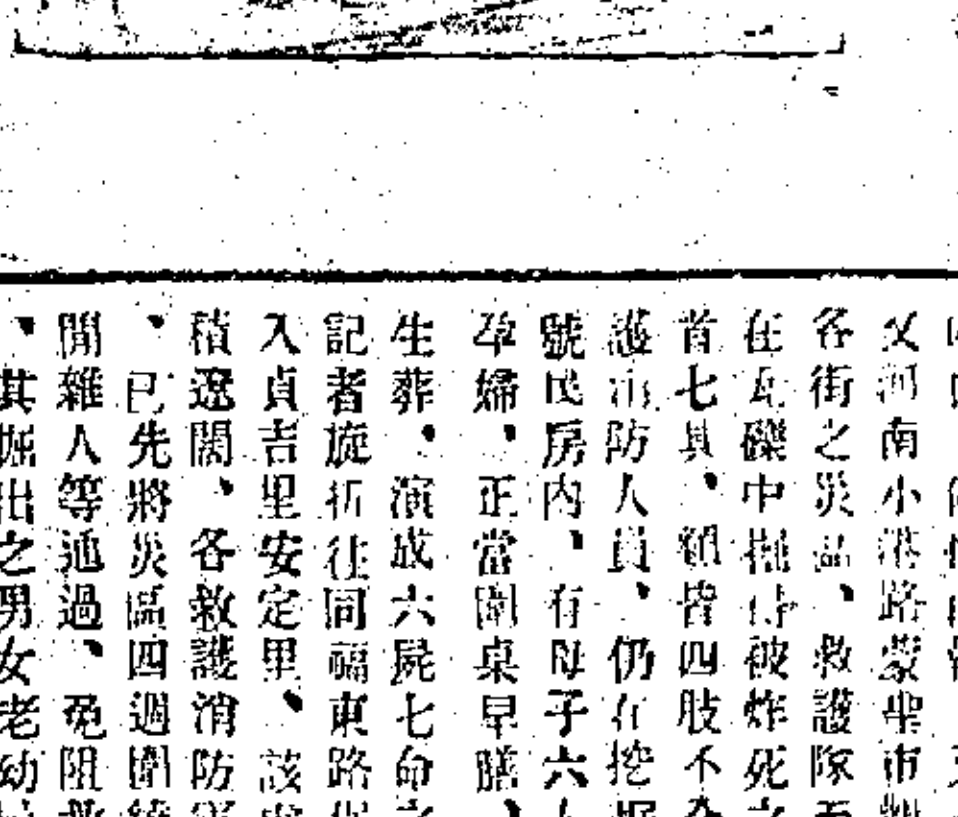 又河南小港路蒙聖市
各街之災區、救護隊
在瓦礫中掘得被炸死
首七具、類皆四肢不全
護消防人員、仍在挖掘
號民房內、有母子六人
孕婦、正當圍桌早膳、
生葬、演成六屍七命之
記者旋折往同福東路
入貞吉里安定里、該
積遼闊、各救護消防
、已先將災區四週圍
閒雜人等通過、免阻救
、其掘出之男女老幼